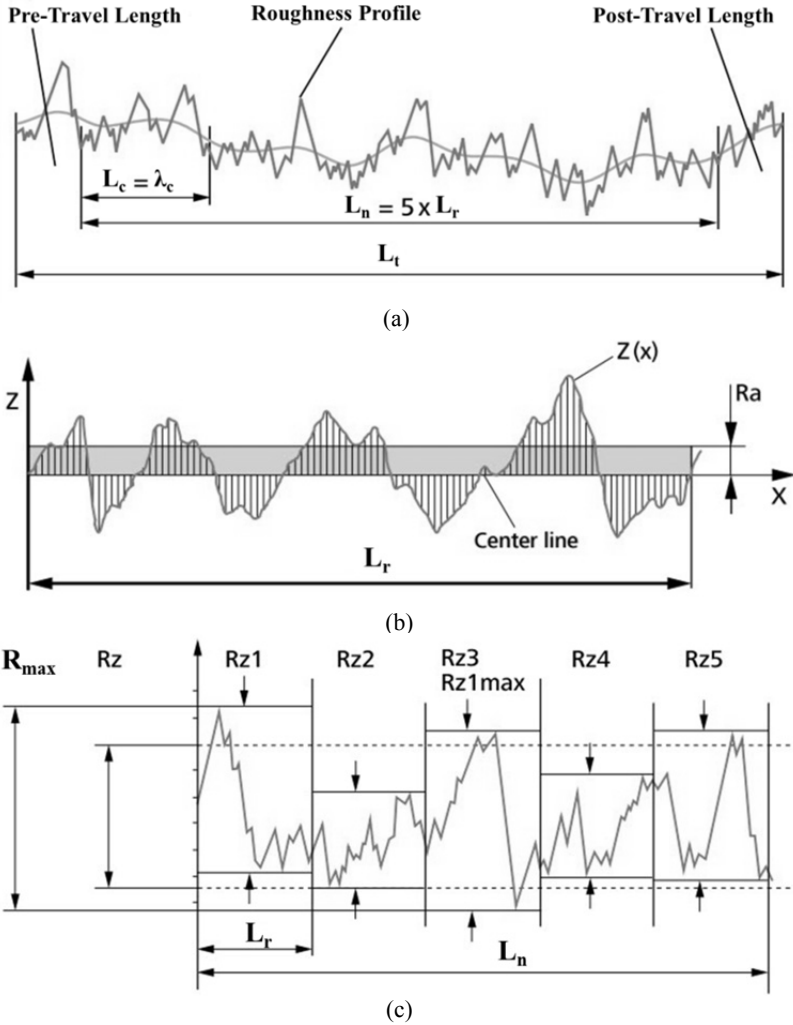 Pre-Travel Length
Roughness Profile
Post-Travel Length
Lc = λc
Ln = 5 x Lr
Lt
(a)
Z
Z(x)
Ra
X
Center line
Lr
(b)
Rmax
Rz
Rz1
Rz2
Rz3
Rz1max
Rz4
Rz5
Lr
Ln
(c)